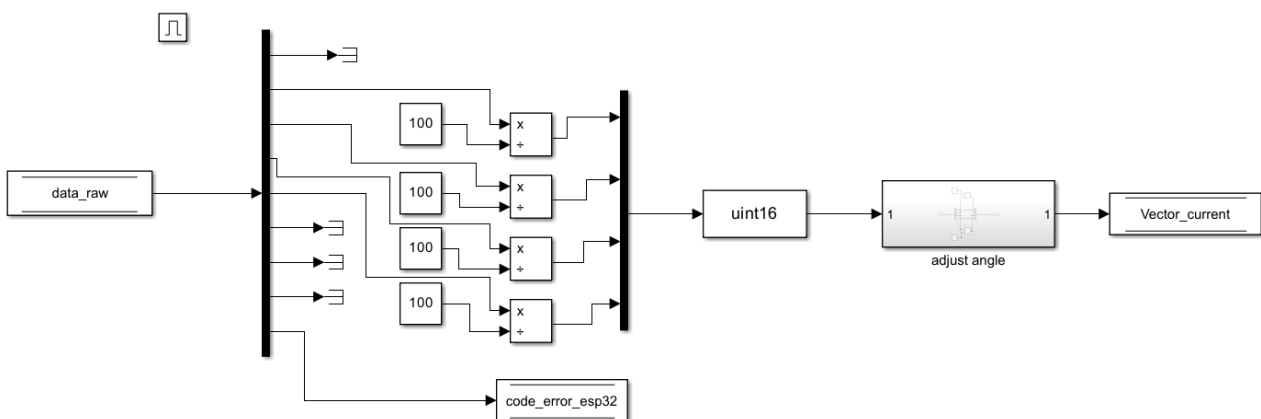 100
x
÷
data_raw
100
x
÷
uint16
1
1
Vector_current
100
x
÷
adjust angle
100
x
÷
code_error_esp32